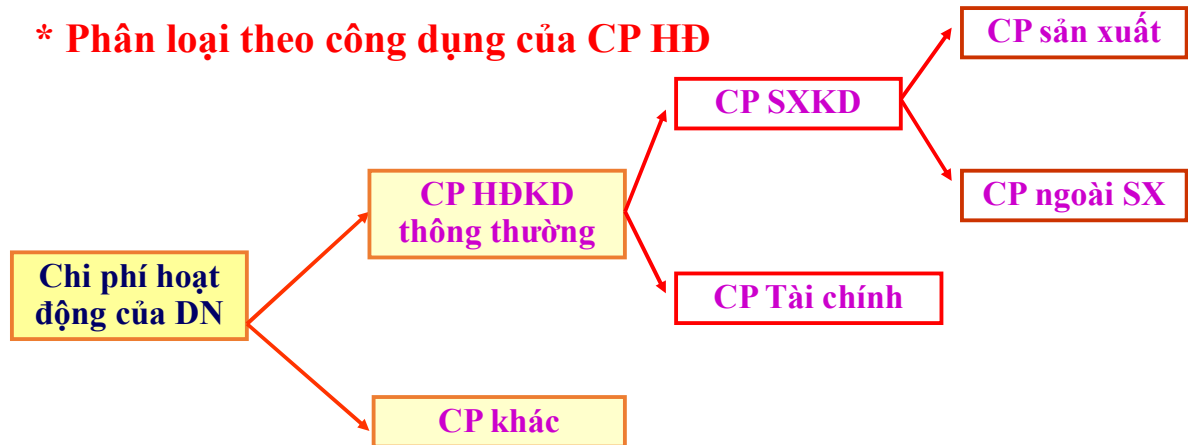 * Phân loại theo công dụng của CP HĐ
CP sản xuất
CP SXKD
CP HĐKD
thông thường
CP ngoài SX
Chi phí hoạt
động của DN
CP Tài chính
CP khác